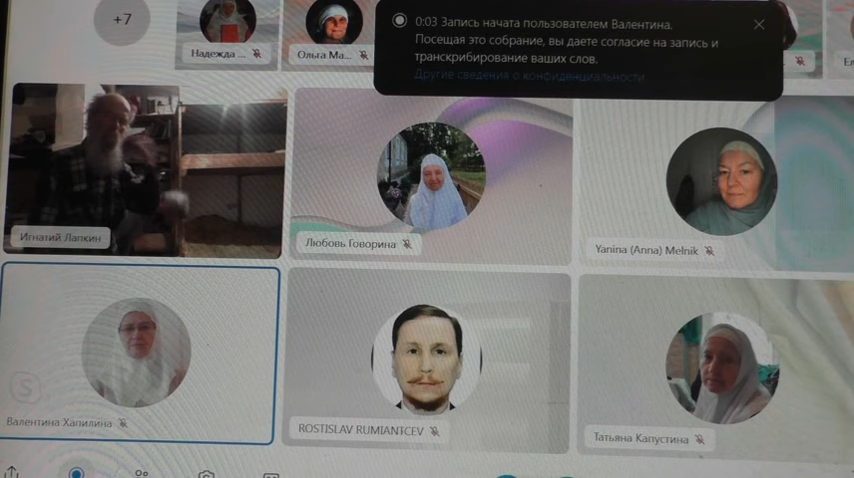 +7
Надежда ...
Ольга Ма...
0:03 Запись начата пользователем Валентина.
Посещая это собрание, вы даете согласие на запись и
транскрибирование ваших слов.
Другие сведения о конфиденциальности
Ел
Игнатий Лапкин
Любовь Говорина
Yanina (Anna) Melnik
Валентина Хапилина
ROSTISLAV RUMIANTCEV
Татьяна Капустина